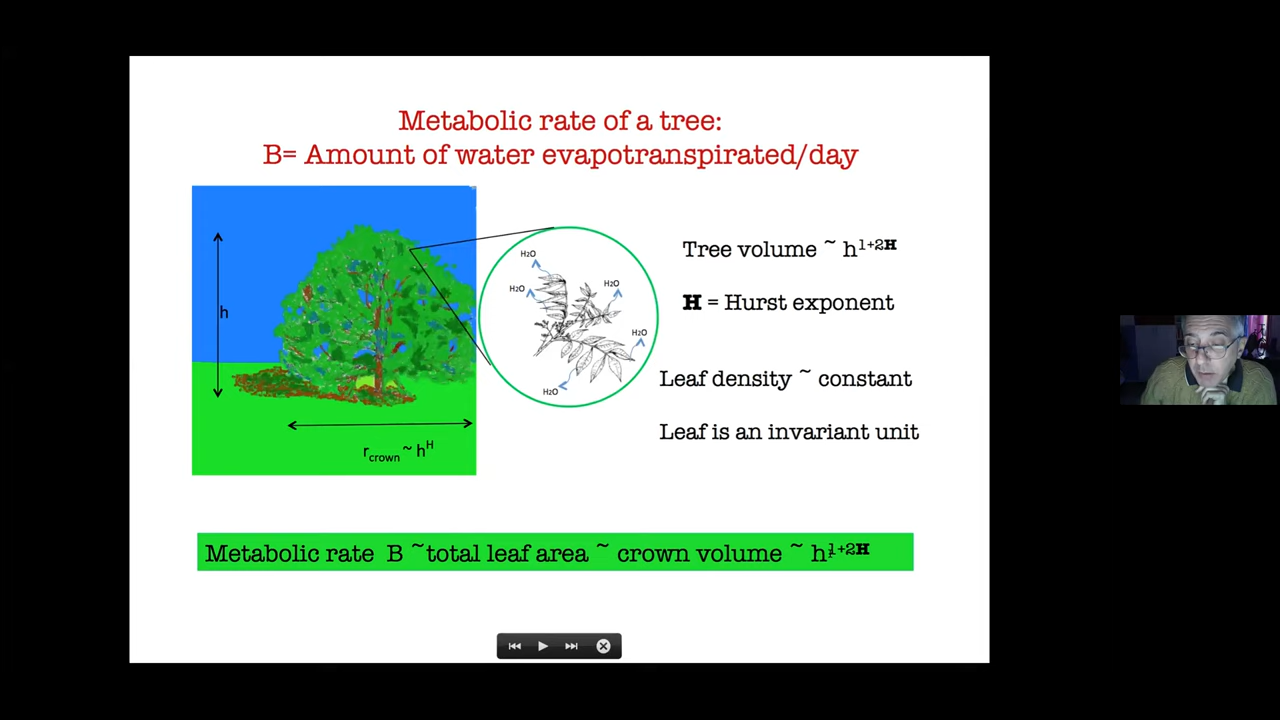 Metabolic rate of a tree:
B= Amount of water evapotranspirated/day
h
r_crown ~ h^H
H2O
H2O
H2O
H2O
H2O
Tree volume ~ h^1+2H
H = Hurst exponent
Leaf density ~ constant
Leaf is an invariant unit
Metabolic rate B ~total leaf area ~ crown volume ~ h^1+2H